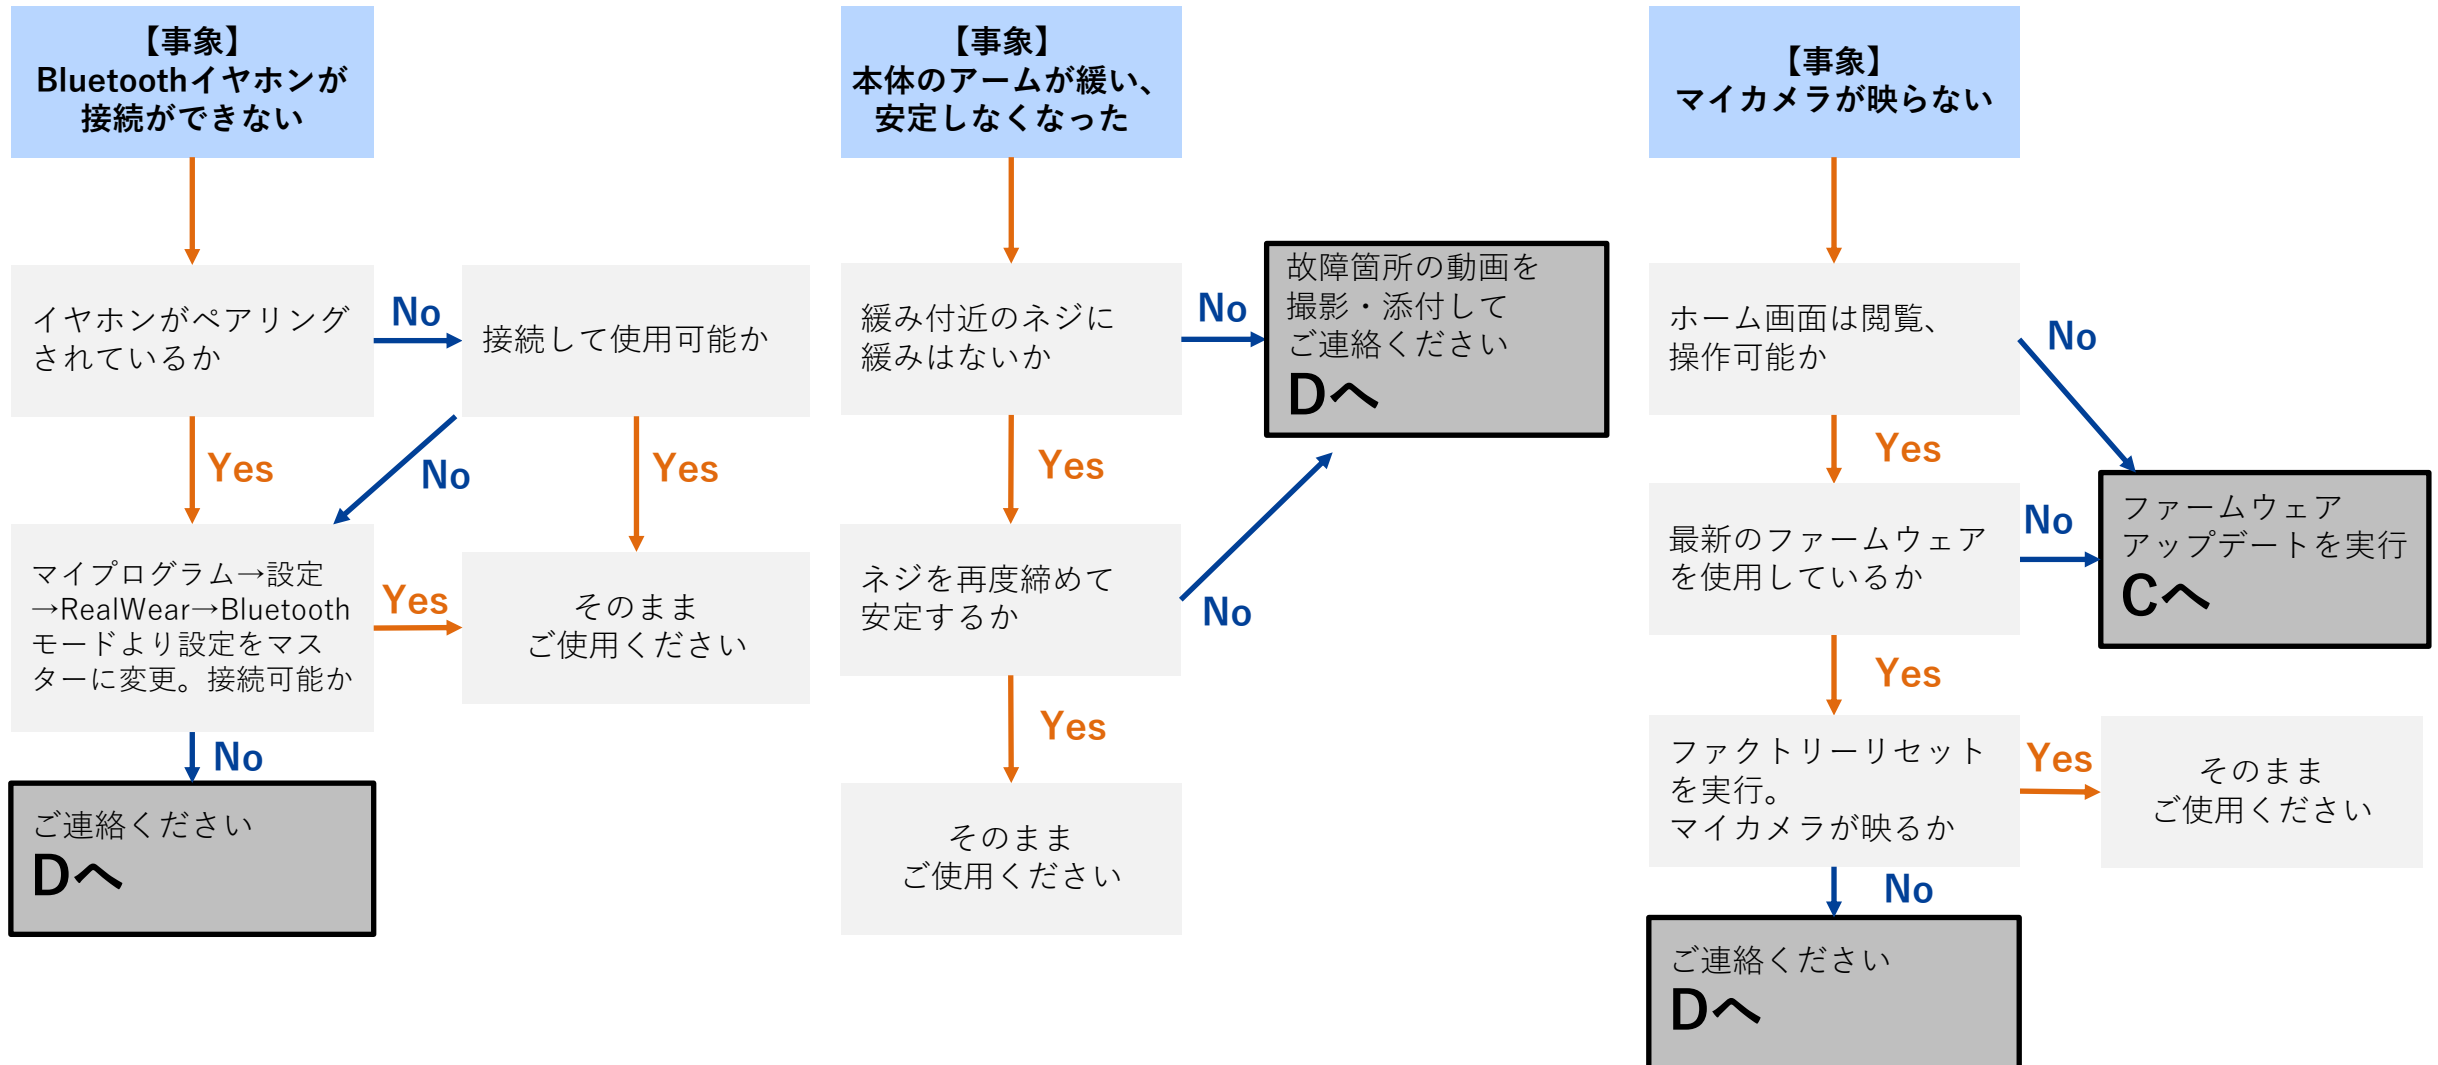 【事象】
Bluetoothイヤホンが
接続ができない
イヤホンがペアリング
されているか
No
接続して使用可能か
Yes
No
Yes
マイプログラム→設定
→RealWear→Bluetooth
モードより設定をマス
ターに変更。接続可能か
Yes
そのまま
ご使用ください
No
ご連絡ください
Dへ
【事象】
本体のアームが緩い、
安定しなくなった
緩み付近のネジに
緩みはないか
No
故障箇所の動画を
撮影・添付して
ご連絡ください
Dへ
Yes
ネジを再度締めて
安定するか
No
Yes
そのまま
ご使用ください
【事象】
マイカメラが映らない
ホーム画面は閲覧、
操作可能か
No
Yes
最新のファームウェア
を使用しているか
No
ファームウェア
アップデートを実行
Cへ
Yes
ファクトリーリセット
を実行。
マイカメラが映るか
Yes
そのまま
ご使用ください
No
ご連絡ください
Dへ